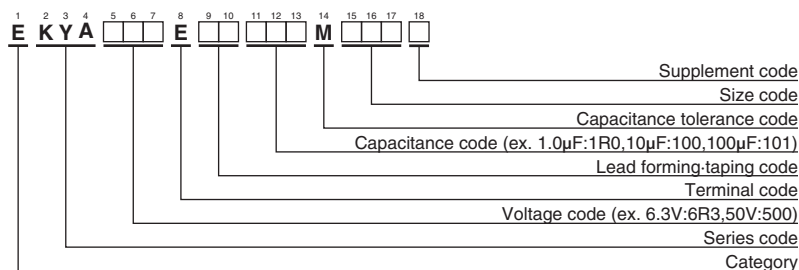 1 2 3 4 5 6 7 8 9 10 11 12 13 14 15 16 17 18
E K Y A E M
Supplement code
Size code
Capacitance tolerance code
Capacitance code (ex. 1.0μF:1R0,10μF:100,100μF:101)
Lead forming·taping code
Terminal code
Voltage code (ex. 6.3V:6R3,50V:500)
Series code
Category